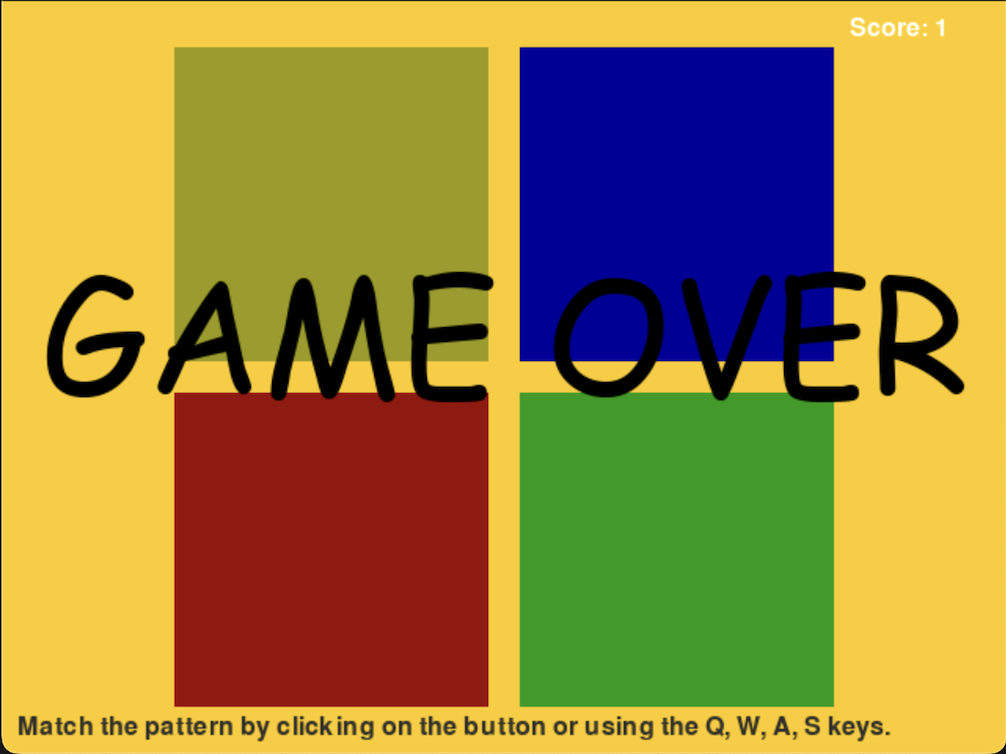 Score: 1
GAME OVER
Match the pattern by clicking on the button or using the Q, W, A, S keys.